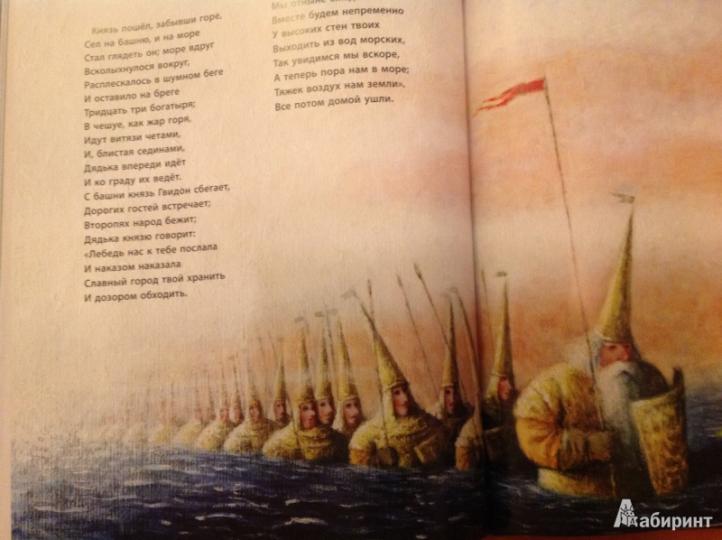 Князь пошёл, забывши горе,
Сел на башню, и на море
Стал глядеть он; море вдруг
Всколыхнулося вокруг,
Расплескалось в шумном беге
И оставило на бреге
Тридцать три богатыря;
В чешуе, как жар горя,
Идут витязи четами,
И, блистая сединами,
Дядька впереди идёт
И ко граду их ведёт.
С башни князь Гвидон сбегает,
Дорогих гостей встречает;
Второпях народ бежит;
Дядька князю говорит:
«Лебедь нас к тебе послала
И наказом наказала
Славный город твой хранить
И дозором обходить.
Мы отныне
Вместе будем непременно
У высоких стен твоих
Выходить из вод морских,
Так увидимся мы вскоре,
А теперь пора нам в море;
Тяжек воздух нам земли»,
Все потом домой ушли.
Лабиринт